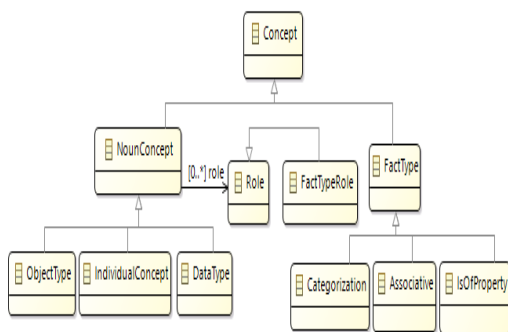 Concept
NounConcept
[0..*] role
Role
FactTypeRole
FactType
ObjectType
IndividualConcept
DataType
Categorization
Associative
IsOfProperty